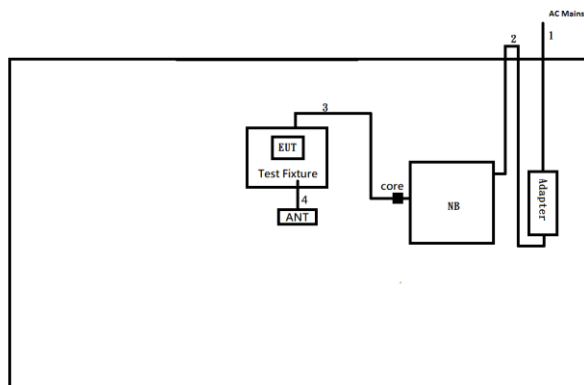 AC Mains
1
2
3
EUT
Test Fixture
4
ANT
core
NB
Adapter